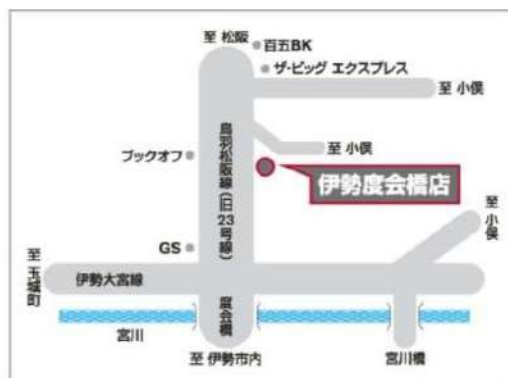 至 松阪
百五BK
ザ・ビッグ エクスプレス
至 小俣
至 小俣
ブックオフ
鳥羽松阪線(旧23号線)
伊勢度会橋店
至 小俣
GS
至 玉城町
伊勢大宮線
度会橋
宮川
至 伊勢市内
宮川橋